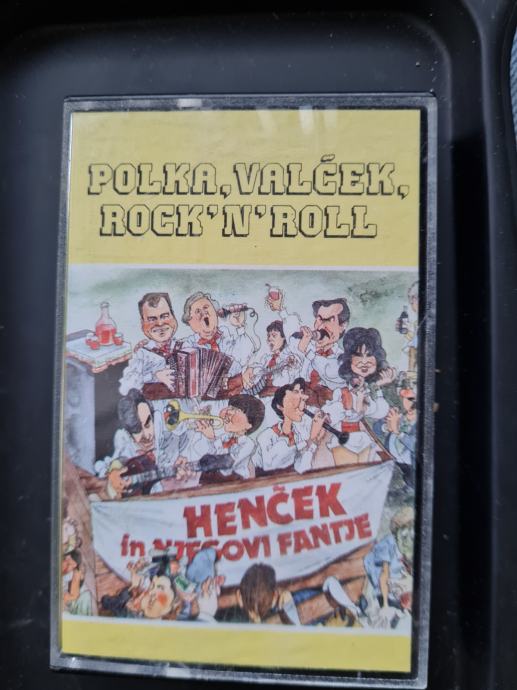 POLKA, VALČEK,
ROCK'N'ROLL
HENČEK
in NJEGOVI FANTJE